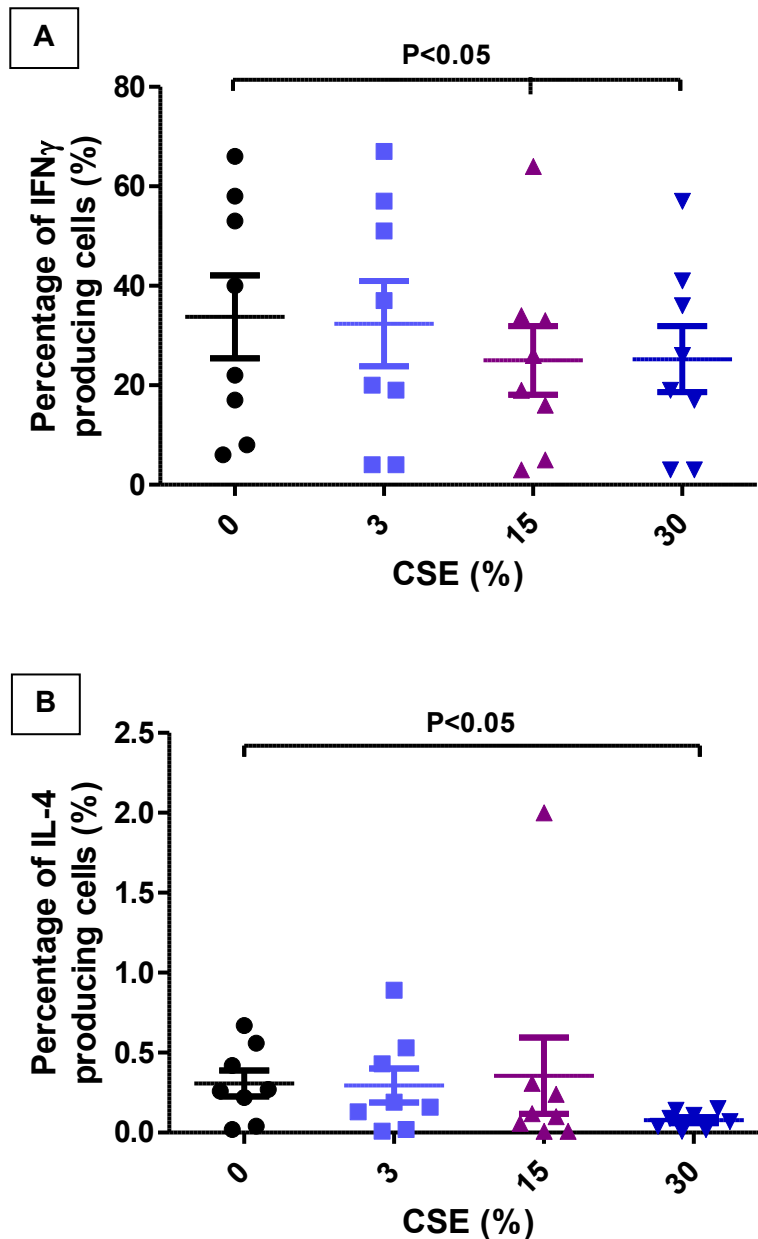 A
P<0.05
Percentage of IFNγ
producing cells (%)
80
60
40
20
0
0
3
15
30
CSE (%)
B
P<0.05
Percentage of IL-4
producing cells (%)
2.5
2.0
1.5
1.0
0.5
0.0
0
3
15
30
CSE (%)